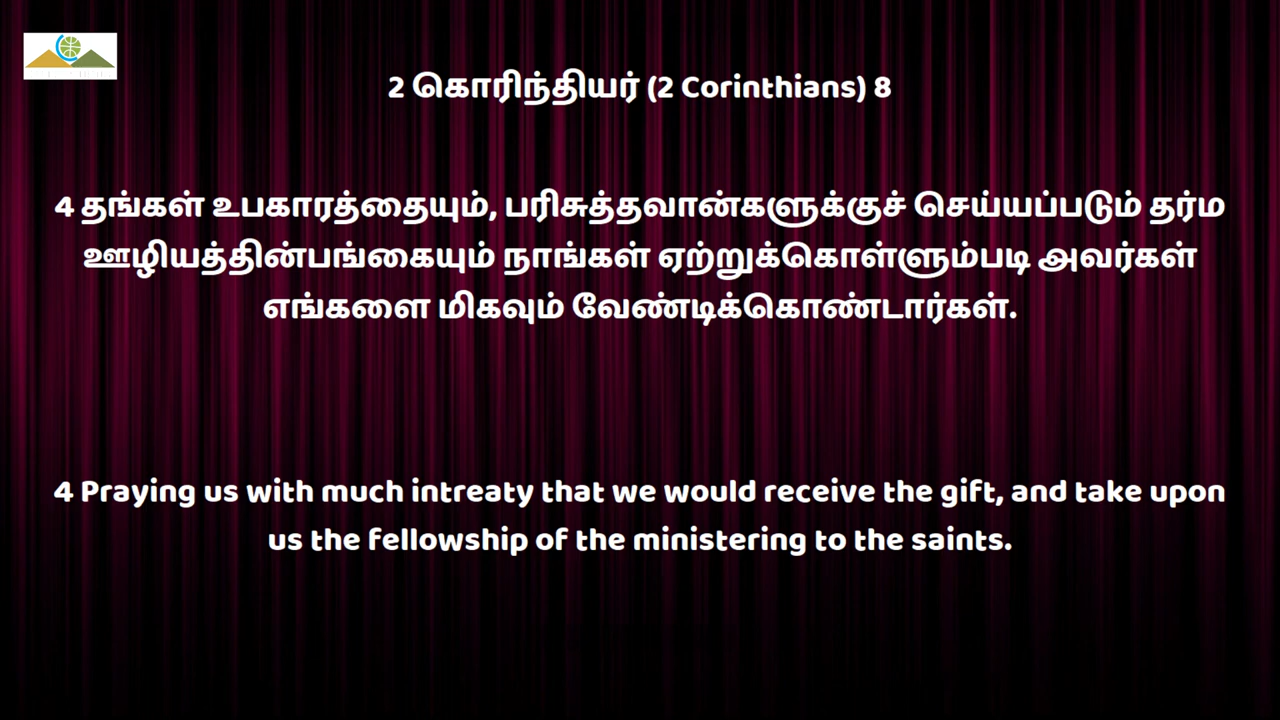 2 கொரிந்தியர் (2 Corinthians) 8
4 தங்கள் உபகாரத்தையும், பரிசுத்தவான்களுக்குச் செய்யப்படும் தர்ம
ஊழியத்தின்பங்கையும் நாங்கள் ஏற்றுக்கொள்ளும்படி அவர்கள்
எங்களை மிகவும் வேண்டிக்கொண்டார்கள்.
4 Praying us with much intreaty that we would receive the gift, and take upon
us the fellowship of the ministering to the saints.